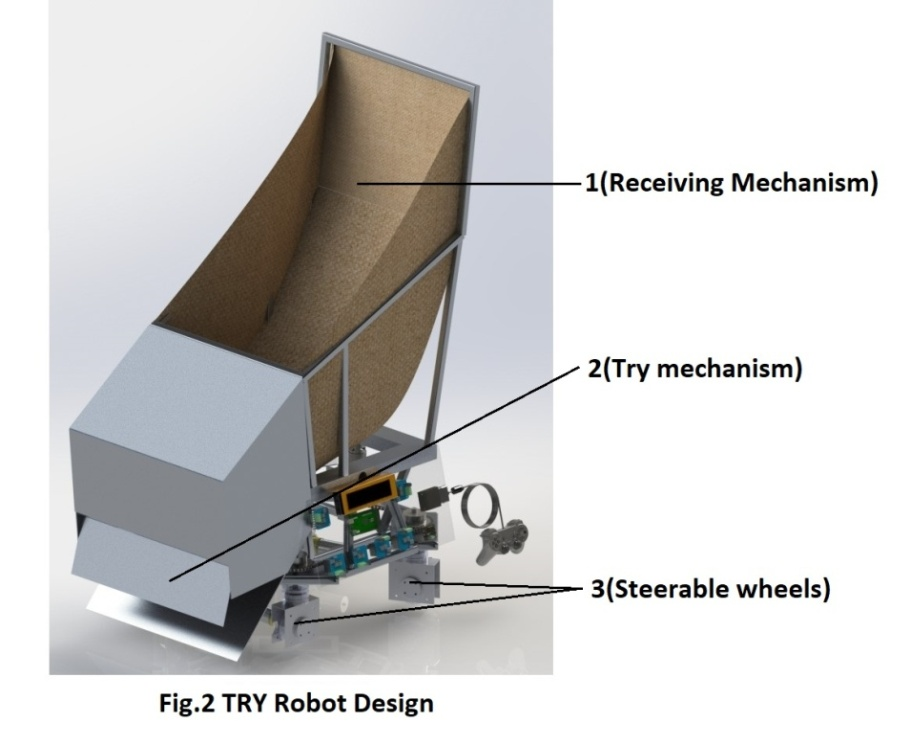 1(Receiving Mechanism)
2(Try mechanism)
3(Steerable wheels)
Fig.2 TRY Robot Design